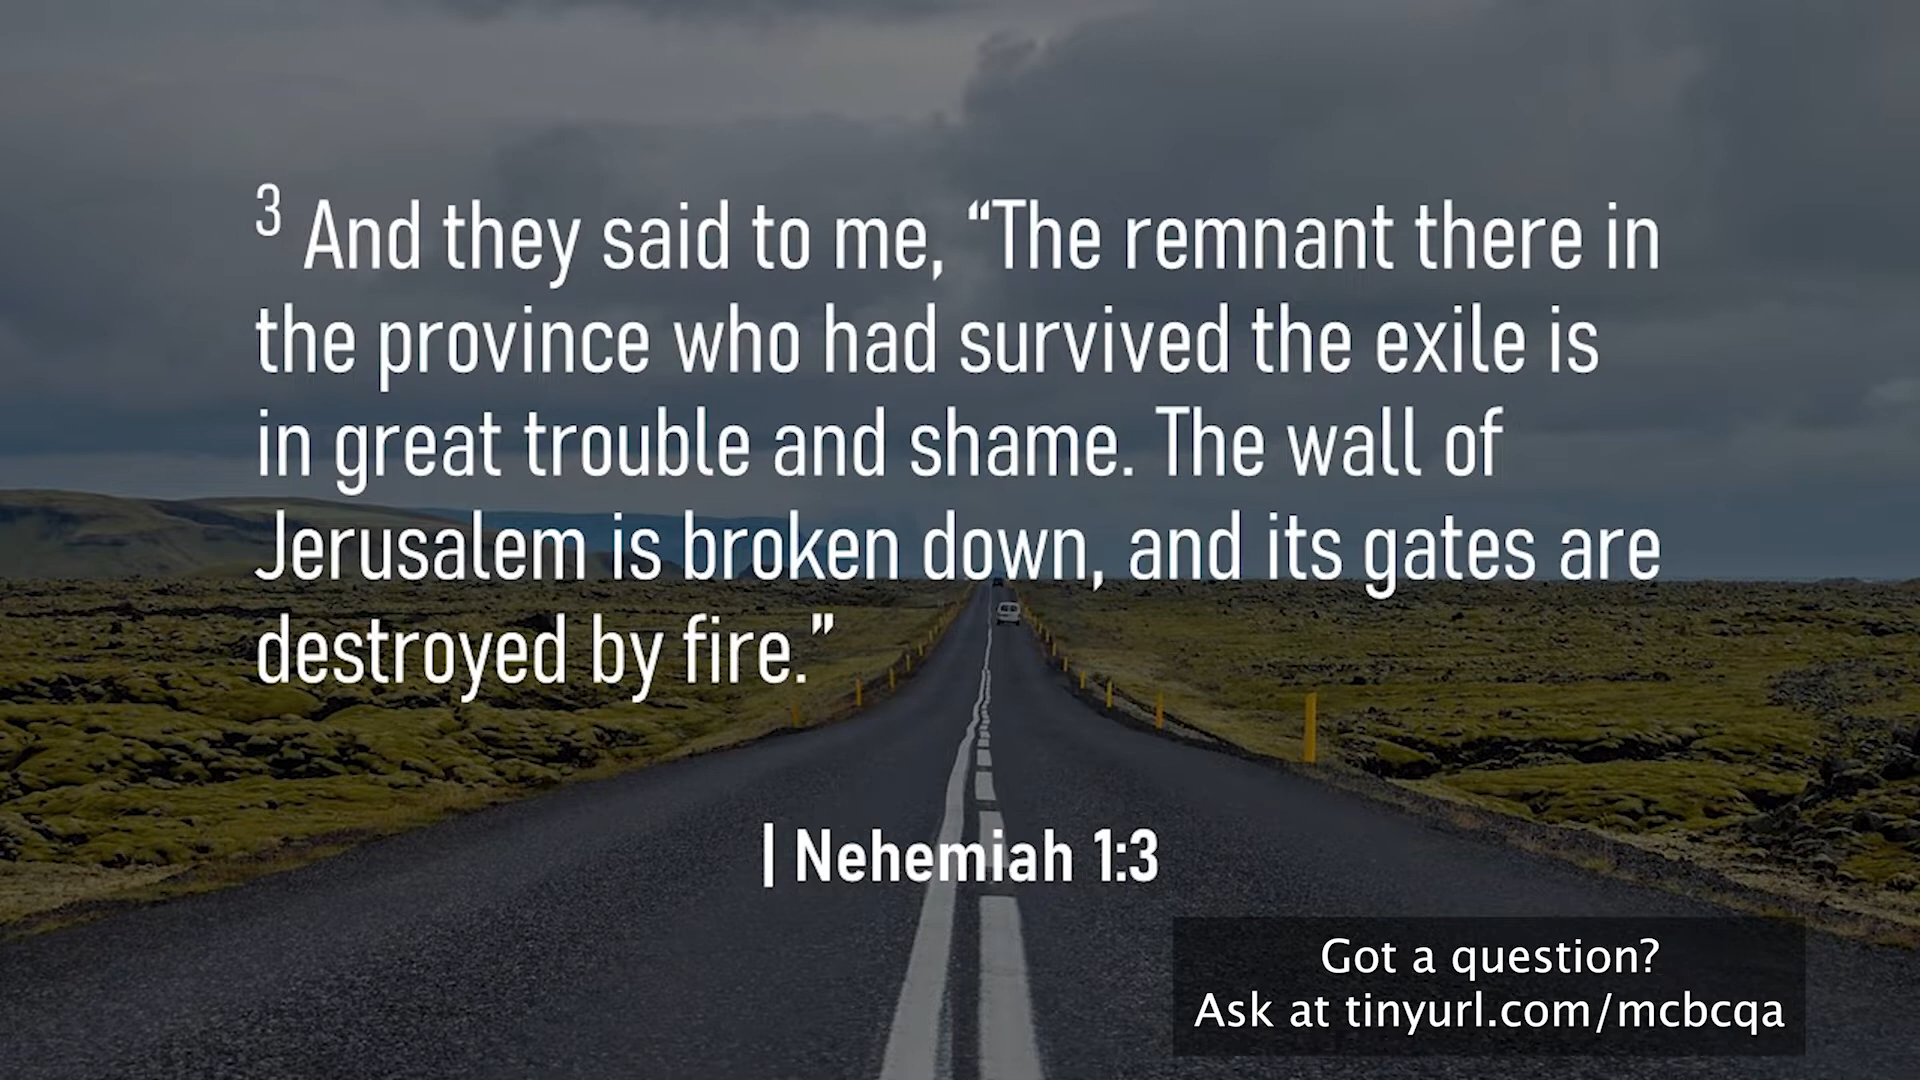 3 And they said to me, “The remnant there in
the province who had survived the exile is
in great trouble and shame. The wall of
Jerusalem is broken down, and its gates are
destroyed by fire.”
| Nehemiah 1:3
Got a question?
Ask at tinyurl.com/mcbcqa